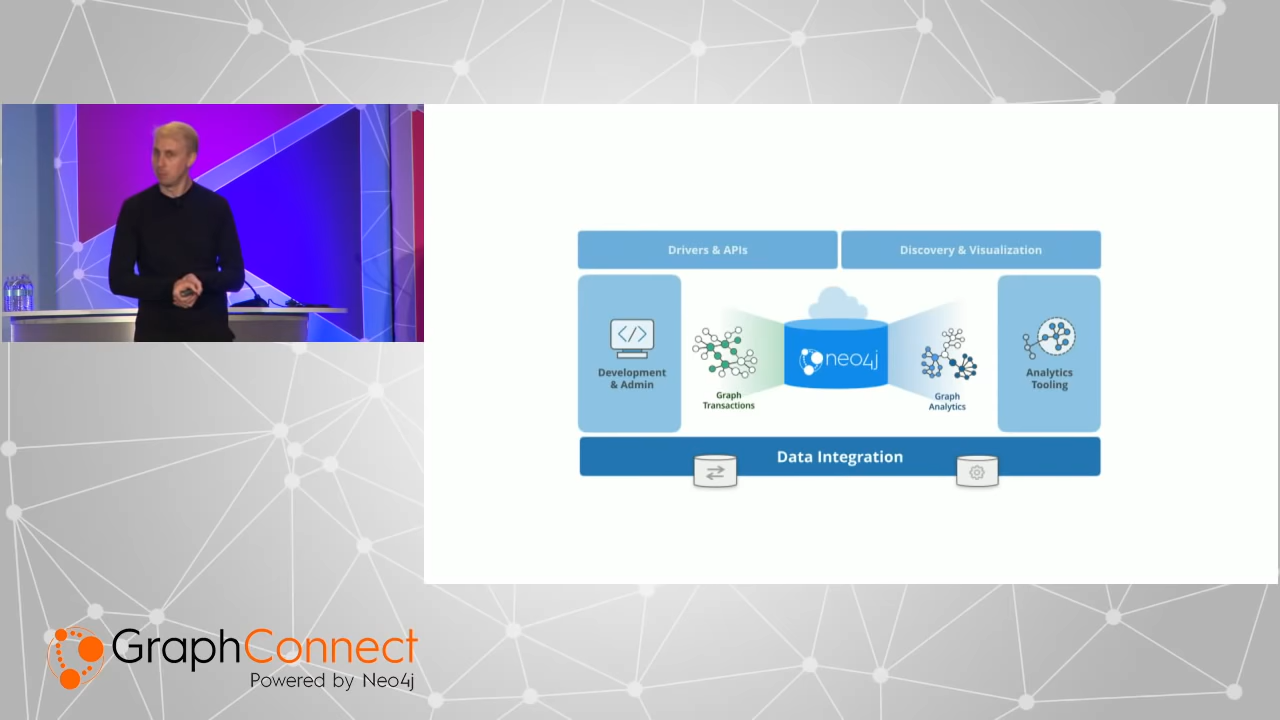 Drivers & APIs
Discovery & Visualization
Development
& Admin
Graph
Transactions
neo4j
Graph
Analytics
Analytics
Tooling
Data Integration
GraphConnect
Powered by Neo4j